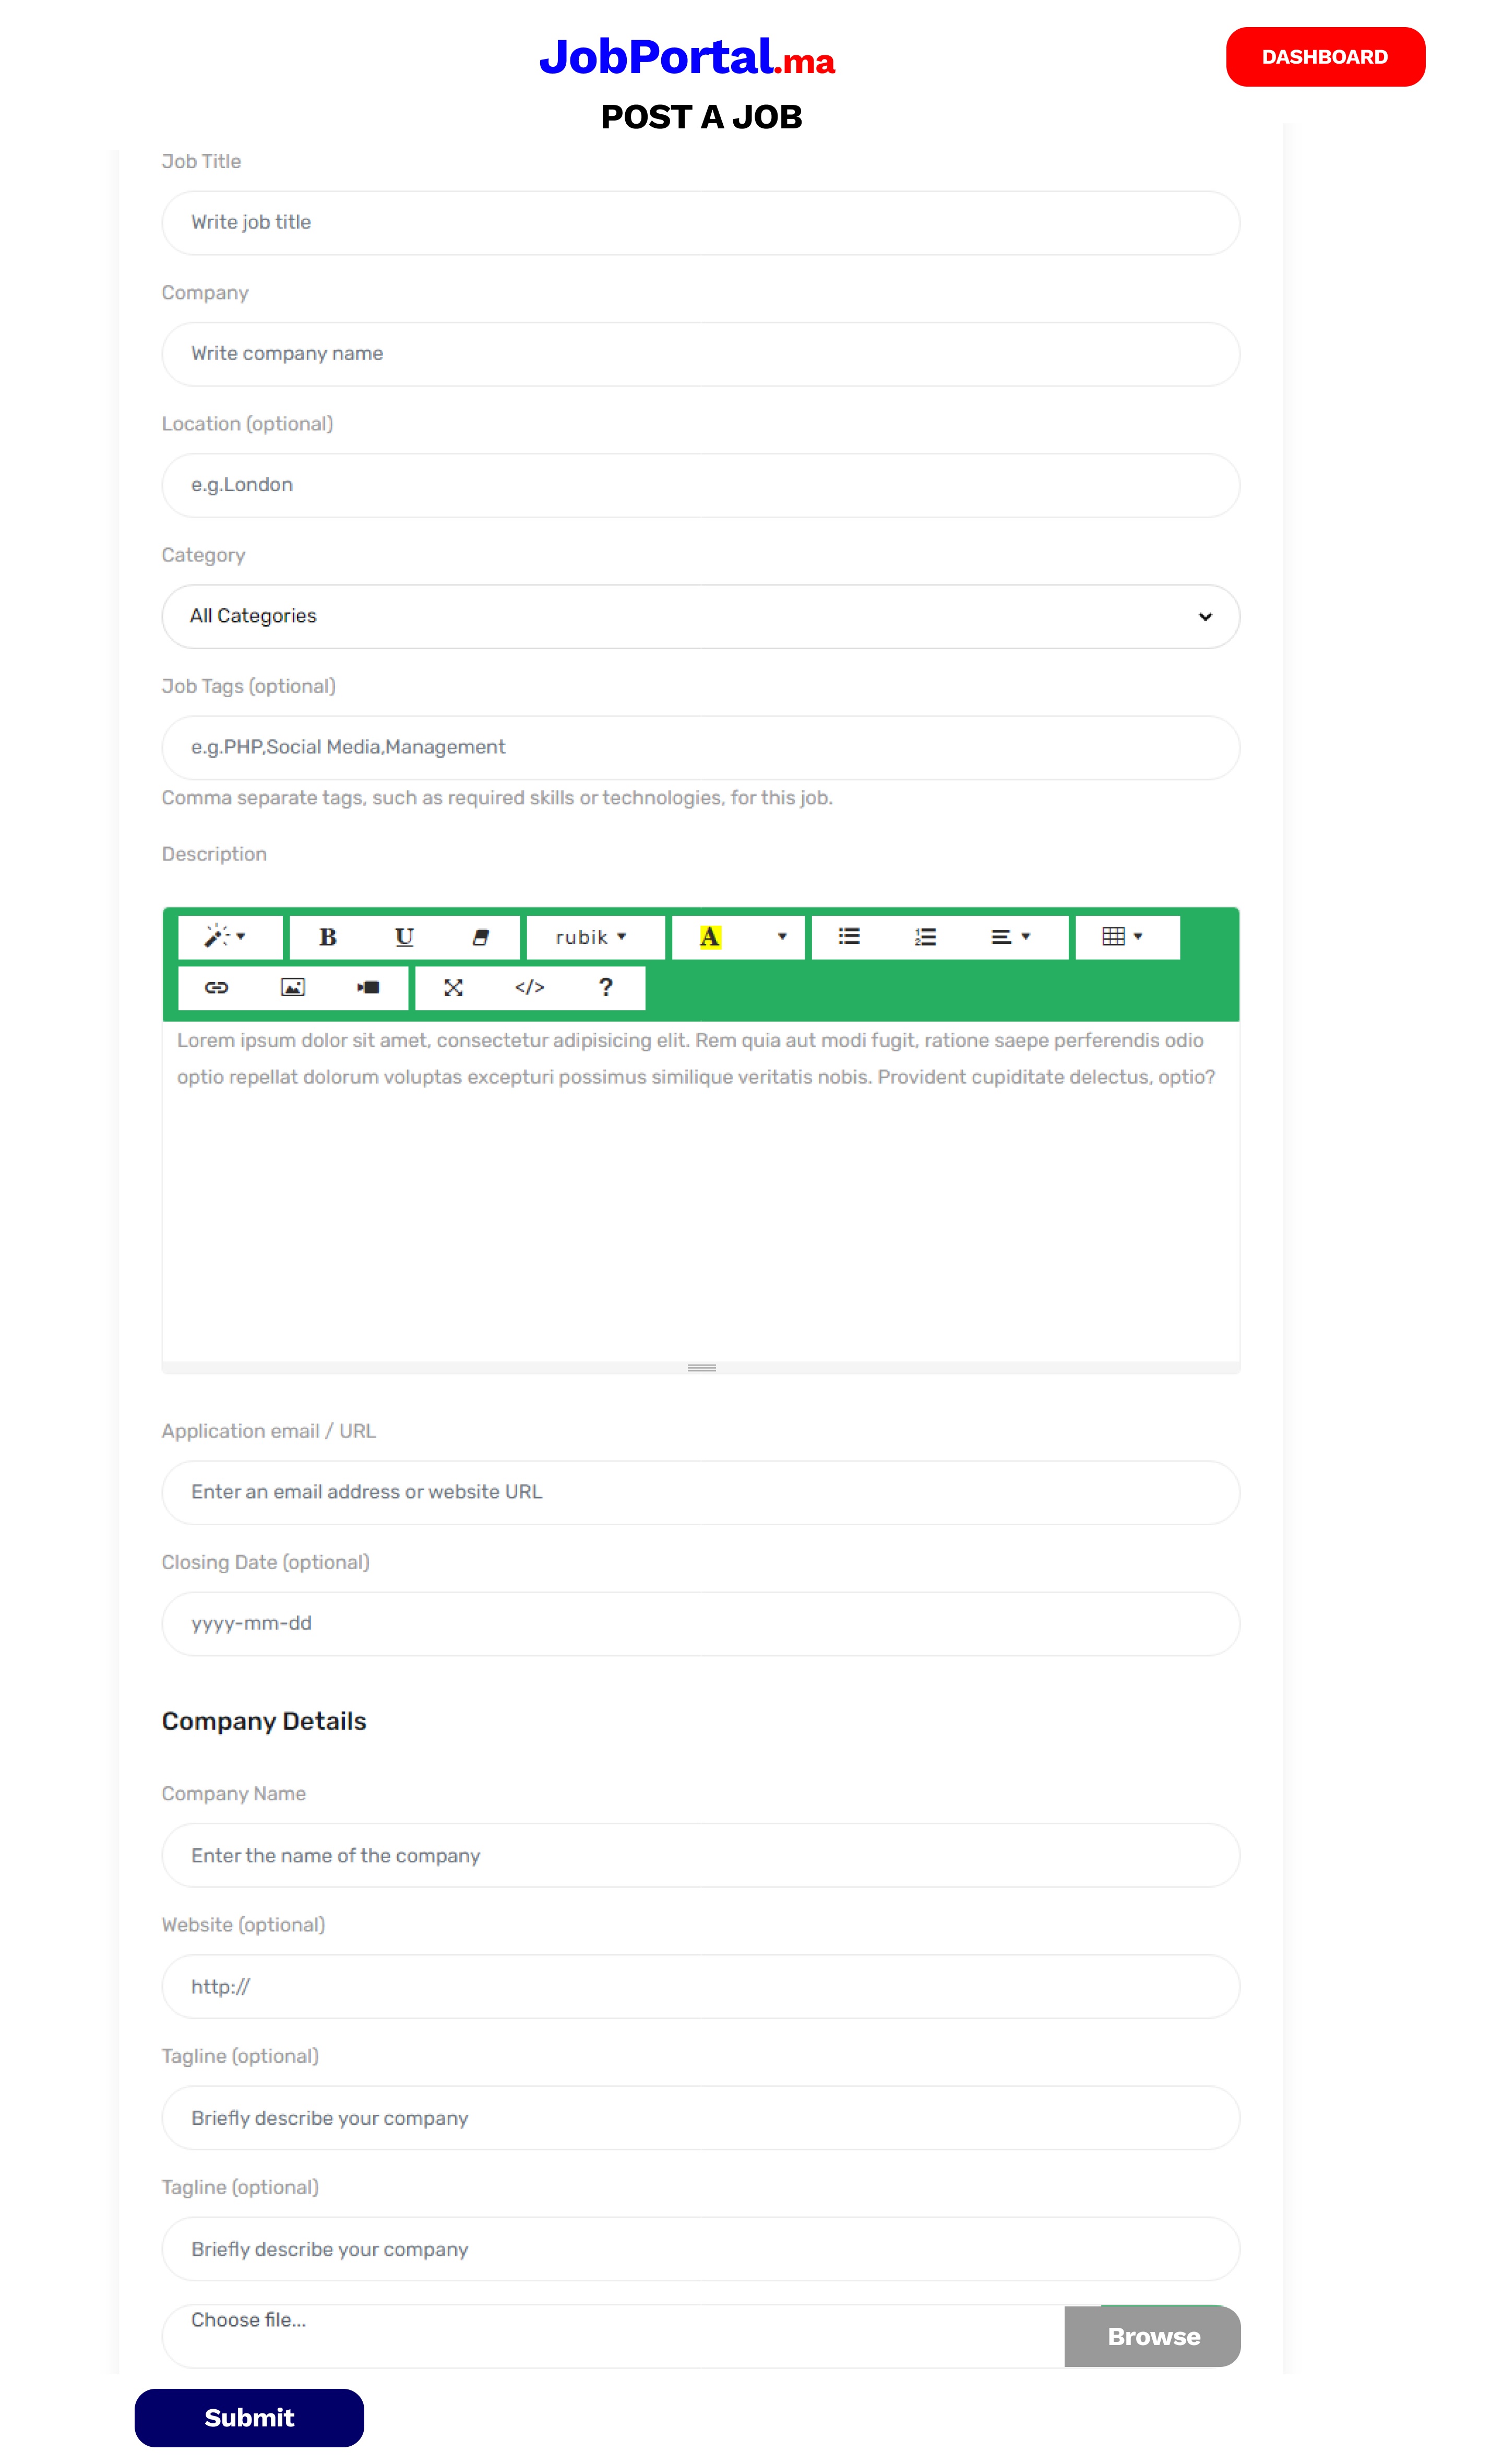 JobPortal.ma
DASHBOARD
POST A JOB
Job Title
Write job title
Company
Write company name
Location (optional)
e.g.London
Category
All Categories
Job Tags (optional)
e.g.PHP,Social Media,Management
Comma separate tags, such as required skills or technologies, for this job.
Description
B U rubik A
</> ?
Lorem ipsum dolor sit amet, consectetur adipisicing elit. Rem quia aut modi fugit, ratione saepe perferendis odio
optio repellat dolorum voluptas excepturi possimus similique veritatis nobis. Provident cupiditate delectus, optio?
Application email / URL
Enter an email address or website URL
Closing Date (optional)
yyyy-mm-dd
Company Details
Company Name
Enter the name of the company
Website (optional)
http://
Tagline (optional)
Briefly describe your company
Tagline (optional)
Briefly describe your company
Choose file...
Browse
Submit